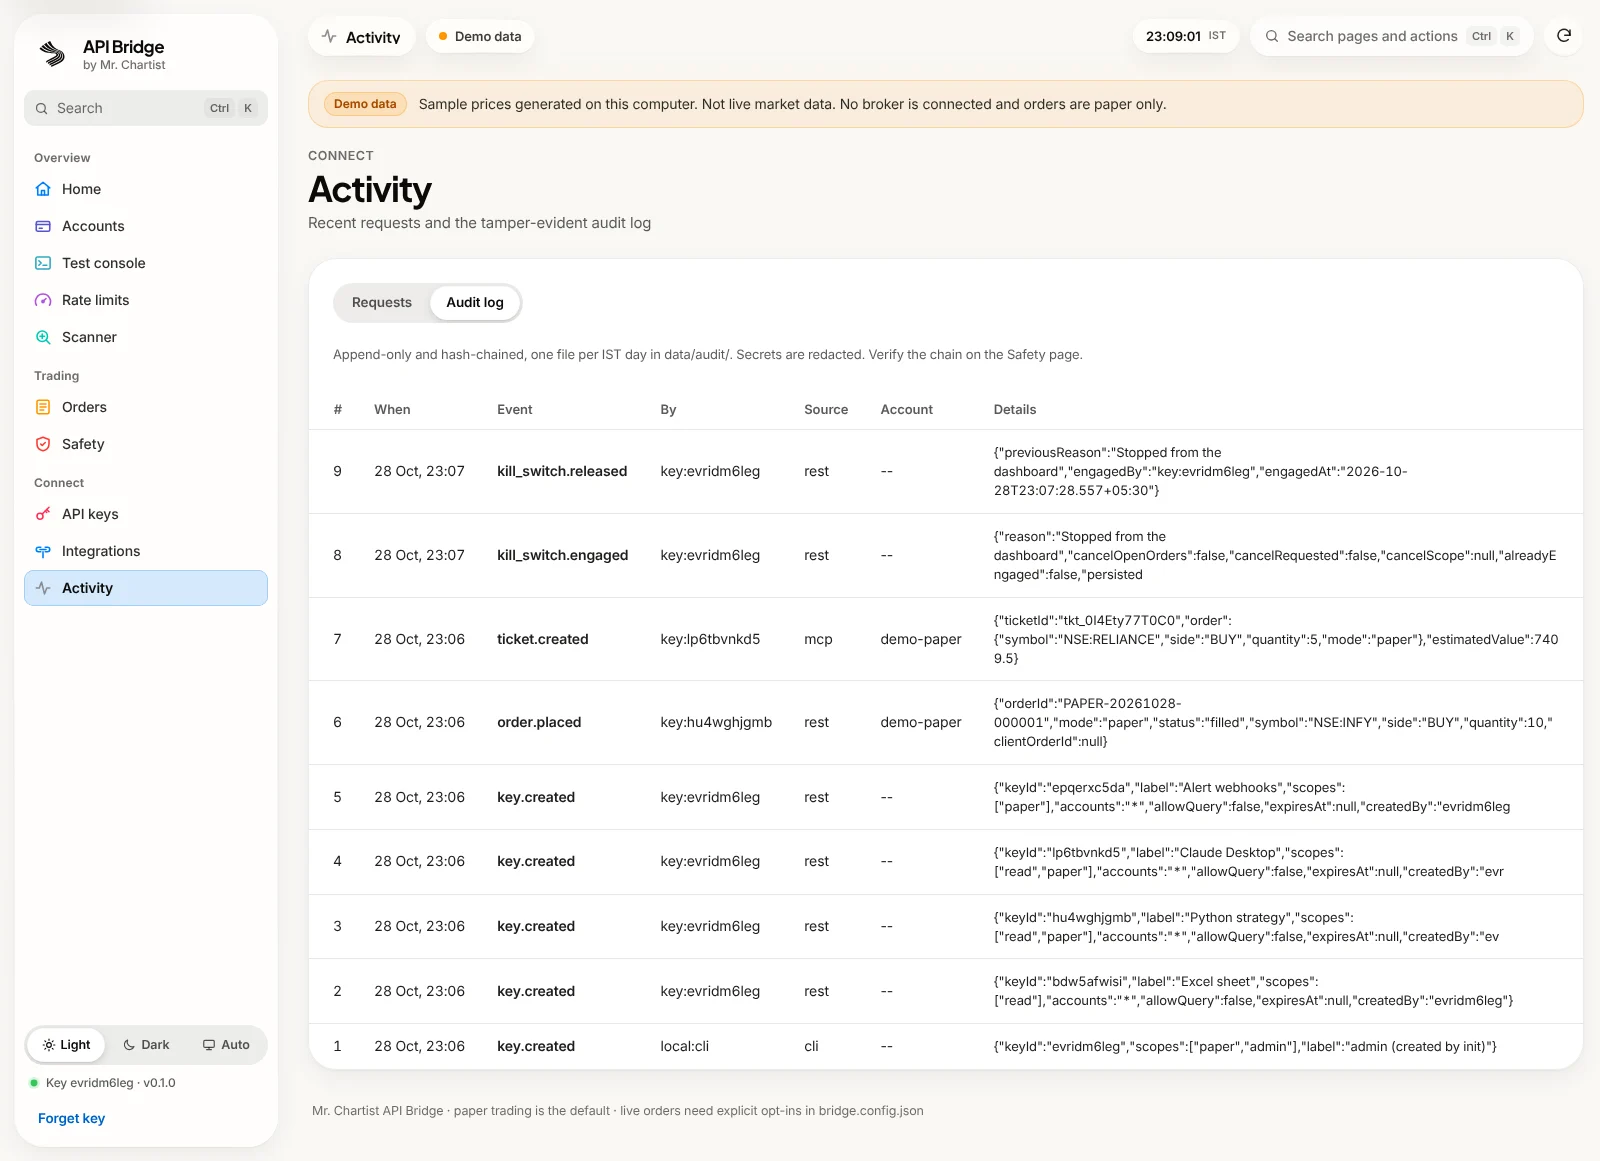 API Bridge
by Mr. Chartist
Search Ctrl K
Overview
Home
Accounts
Test console
Rate limits
Scanner
Trading
Orders
Safety
Connect
API keys
Integrations
Activity
Light Dark Auto
Key evridm6leg · v0.1.0
Forget key
Activity Demo data
23:09:01 IST Search pages and actions Ctrl K
Demo data Sample prices generated on this computer. Not live market data. No broker is connected and orders are paper only.
CONNECT
Activity
Recent requests and the tamper-evident audit log
Requests Audit log
Append-only and hash-chained, one file per IST day in data/audit/. Secrets are redacted. Verify the chain on the Safety page.
# When Event By Source Account Details
9 28 Oct, 23:07 kill_switch.released key:evridm6leg rest -- {"previousReason":"Stopped from the
dashboard","engagedBy":"key:evridm6leg","engagedAt":"2026-10-
28T23:07:28.557+05:30"}
8 28 Oct, 23:07 kill_switch.engaged key:evridm6leg rest -- {"reason":"Stopped from the
dashboard","cancelOpenOrders":false,"cancelRequested":false,"cancelScope":null,"alreadyE
ngaged":false,"persisted
7 28 Oct, 23:06 ticket.created key:lp6tbvnkd5 mcp demo-paper {"ticketId":"tkt_0I4Ety77T0C0","order":
{"symbol":"NSE:RELIANCE","side":"BUY","quantity":5,"mode":"paper"},"estimatedValue":740
9.5}
6 28 Oct, 23:06 order.placed key:hu4wghjgmb rest demo-paper {"orderId":"PAPER-20261028-
000001","mode":"paper","status":"filled","symbol":"NSE:INFY","side":"BUY","quantity":10,"
clientOrderId":null}
5 28 Oct, 23:06 key.created key:evridm6leg rest -- {"keyId":"epqerxc5da","label":"Alert webhooks","scopes":
["paper"],"accounts":"*","allowQuery":false,"expiresAt":null,"createdBy":"evridm6leg
4 28 Oct, 23:06 key.created key:evridm6leg rest -- {"keyId":"lp6tbvnkd5","label":"Claude Desktop","scopes":
["read","paper"],"accounts":"*","allowQuery":false,"expiresAt":null,"createdBy":"evr
3 28 Oct, 23:06 key.created key:evridm6leg rest -- {"keyId":"hu4wghjgmb","label":"Python strategy","scopes":
["read","paper"],"accounts":"*","allowQuery":false,"expiresAt":null,"createdBy":"ev
2 28 Oct, 23:06 key.created key:evridm6leg rest -- {"keyId":"bdw5afwisi","label":"Excel sheet","scopes":
["read"],"accounts":"*","allowQuery":false,"expiresAt":null,"createdBy":"evridm6leg"}
1 28 Oct, 23:06 key.created local:cli cli -- {"keyId":"evridm6leg","scopes":["paper","admin"],"label":"admin (created by init)"}
Mr. Chartist API Bridge · paper trading is the default · live orders need explicit opt-ins in bridge.config.json